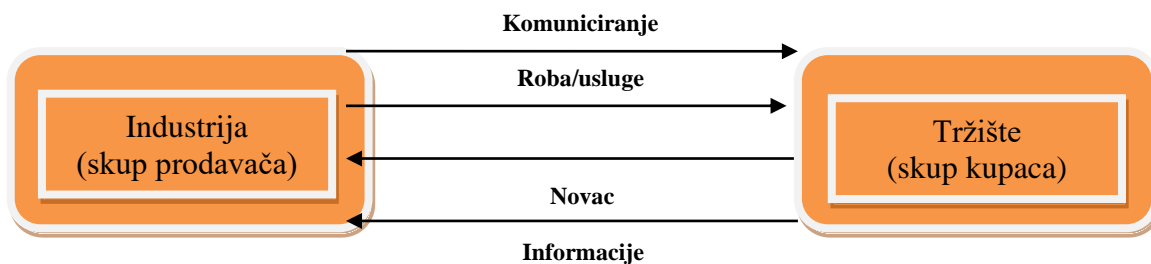 Komuniciranje
Roba/usluge
Industrija
(skup prodavača)
Tržište
(skup kupaca)
Novac
Informacije